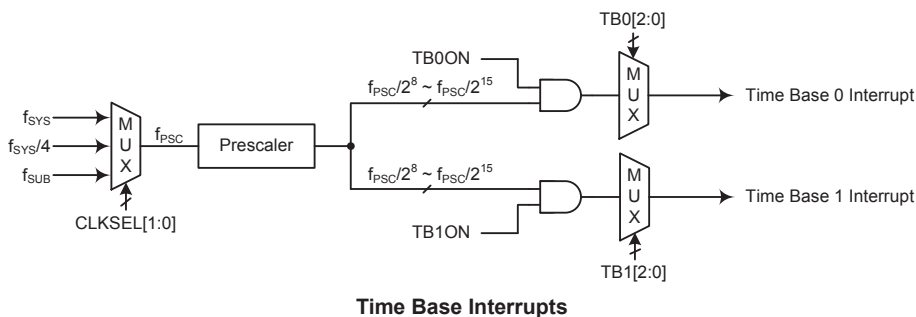 TB0[2:0]
TB0ON
M
U
X
f_PSC/2^8 ~ f_PSC/2^15
Time Base 0 Interrupt
f_SYS
f_SYS/4
f_SUB
M
U
X
f_PSC
Prescaler
CLKSEL[1:0]
f_PSC/2^8 ~ f_PSC/2^15
M
U
X
Time Base 1 Interrupt
TB1ON
TB1[2:0]
Time Base Interrupts